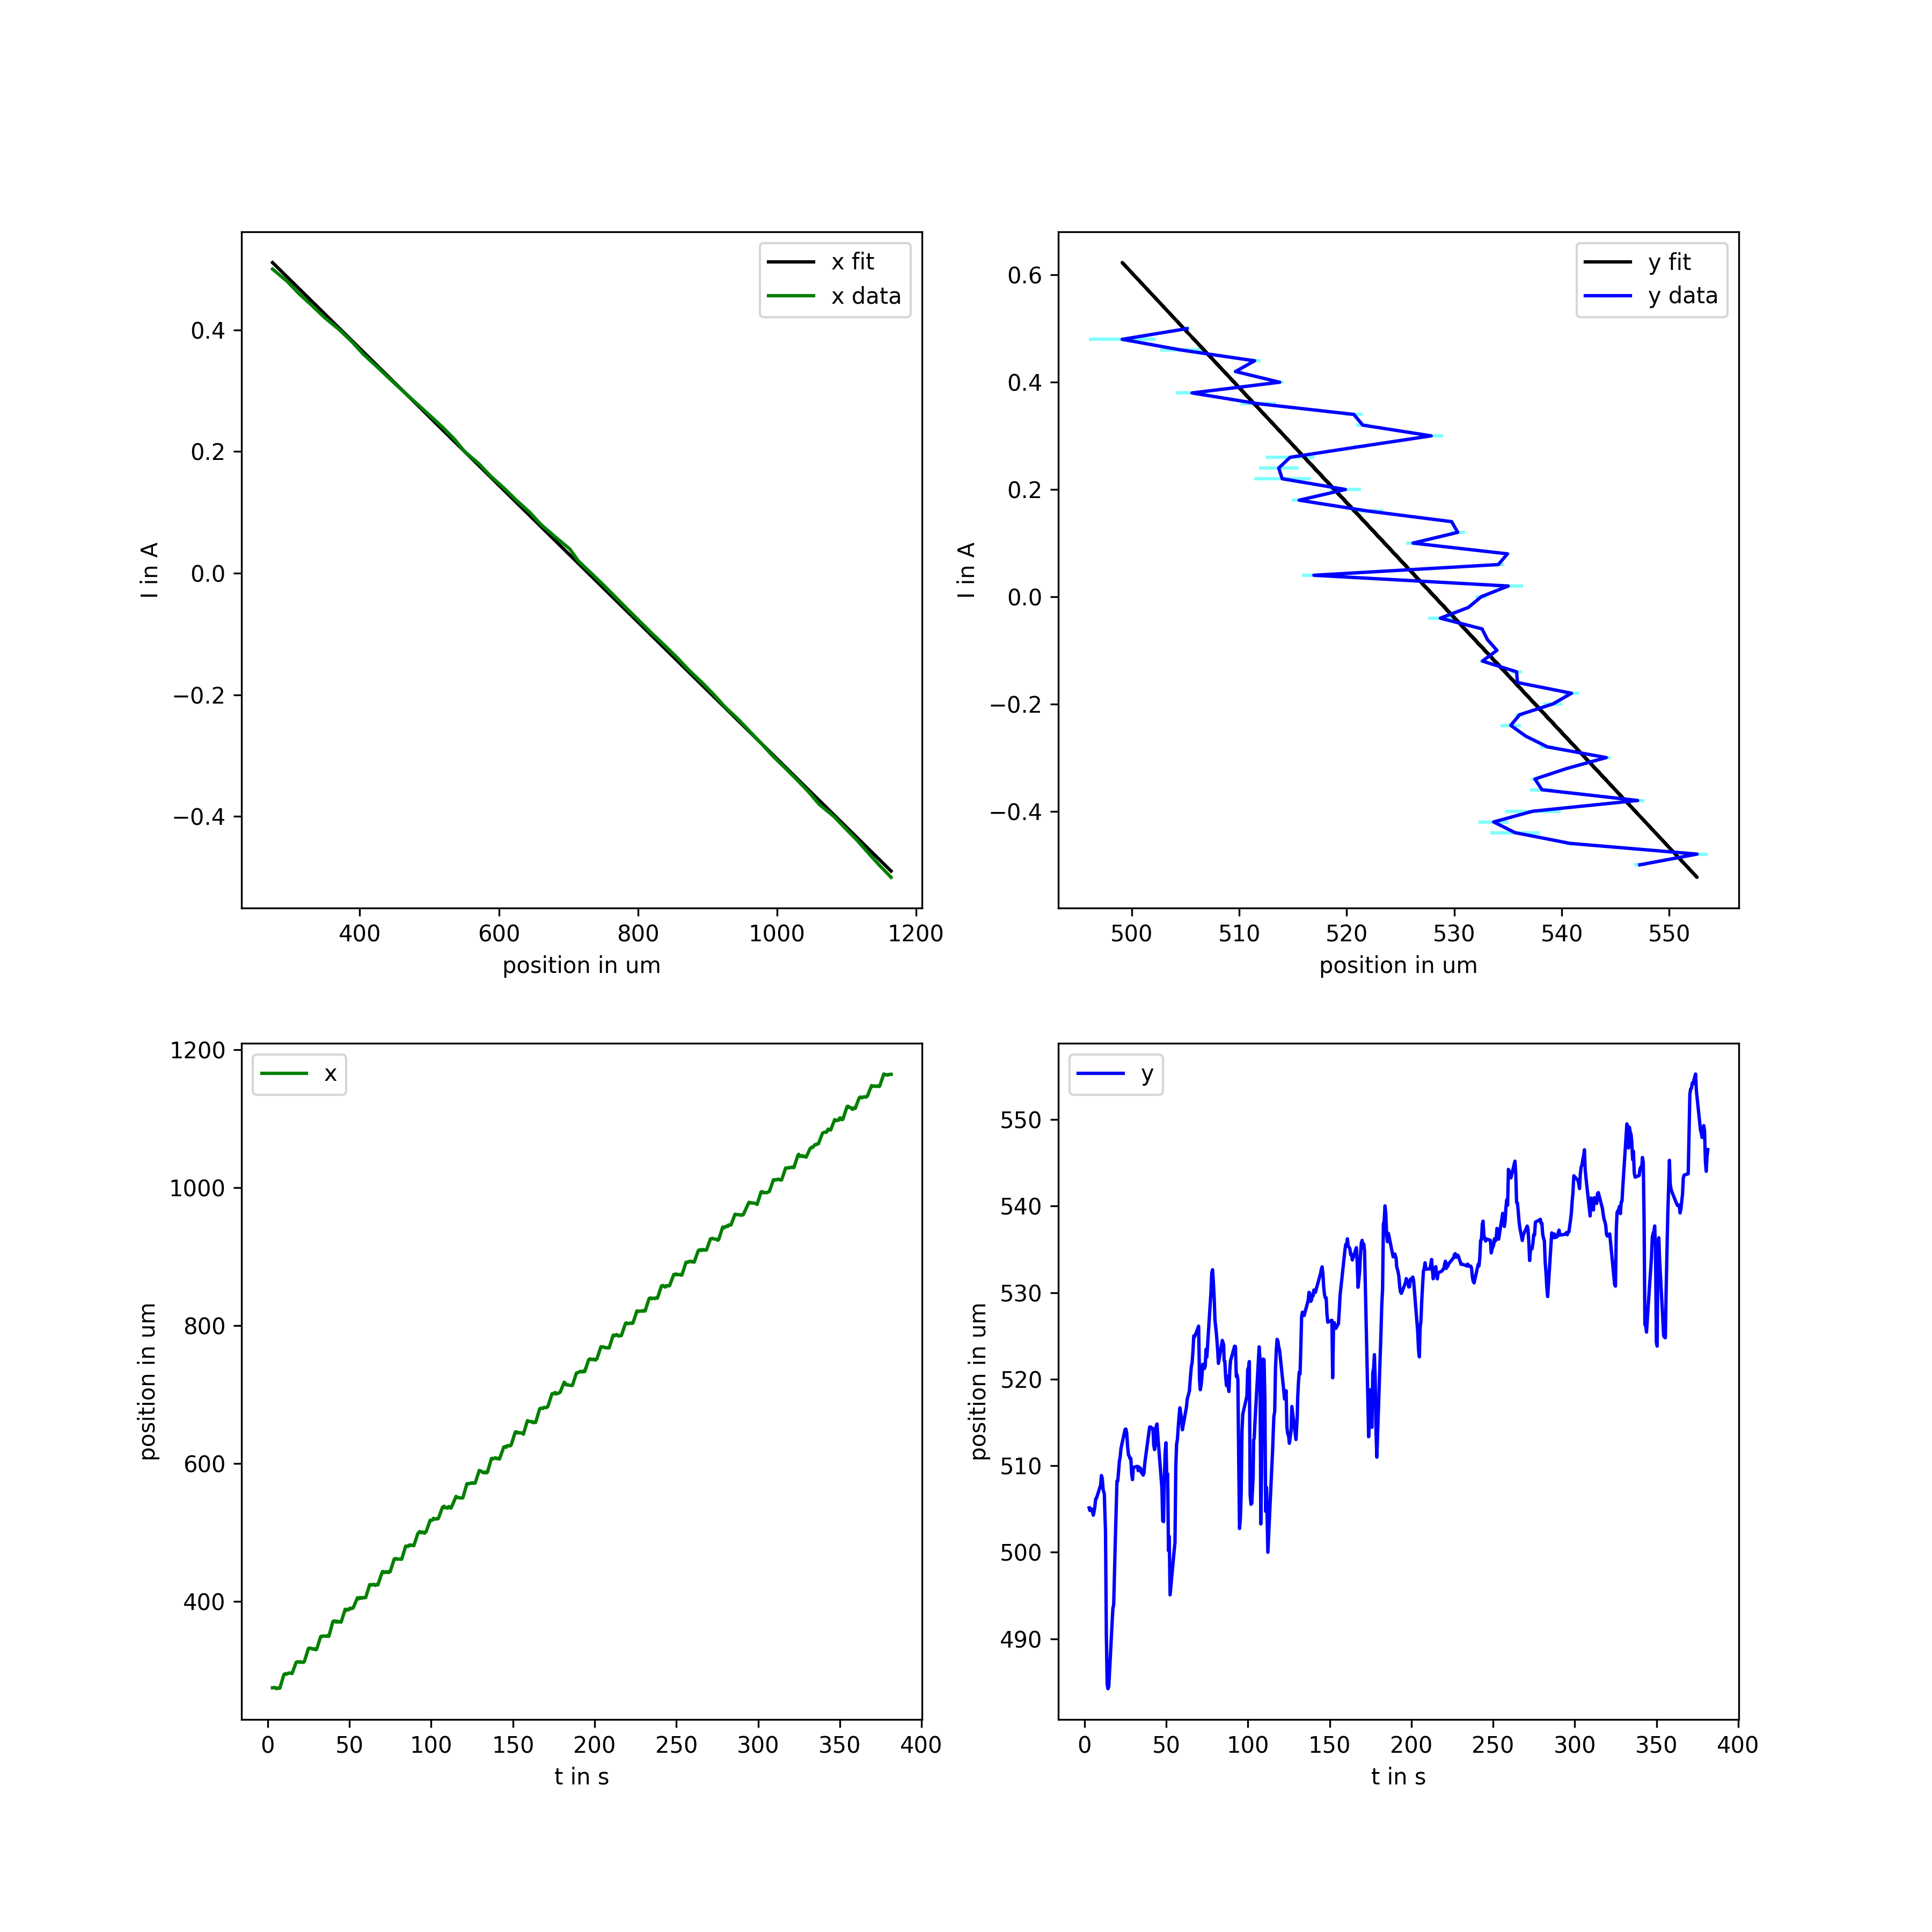 x fit
x data
0.4
0.2
0.0
−0.2
−0.4
I in A
400 600 800 1000 1200
position in um
y fit
y data
0.6
0.4
0.2
0.0
−0.2
−0.4
I in A
500 510 520 530 540 550
position in um
x
1200
1000
800
600
400
position in um
0 50 100 150 200 250 300 350 400
t in s
y
550
540
530
520
510
500
490
position in um
0 50 100 150 200 250 300 350 400
t in s